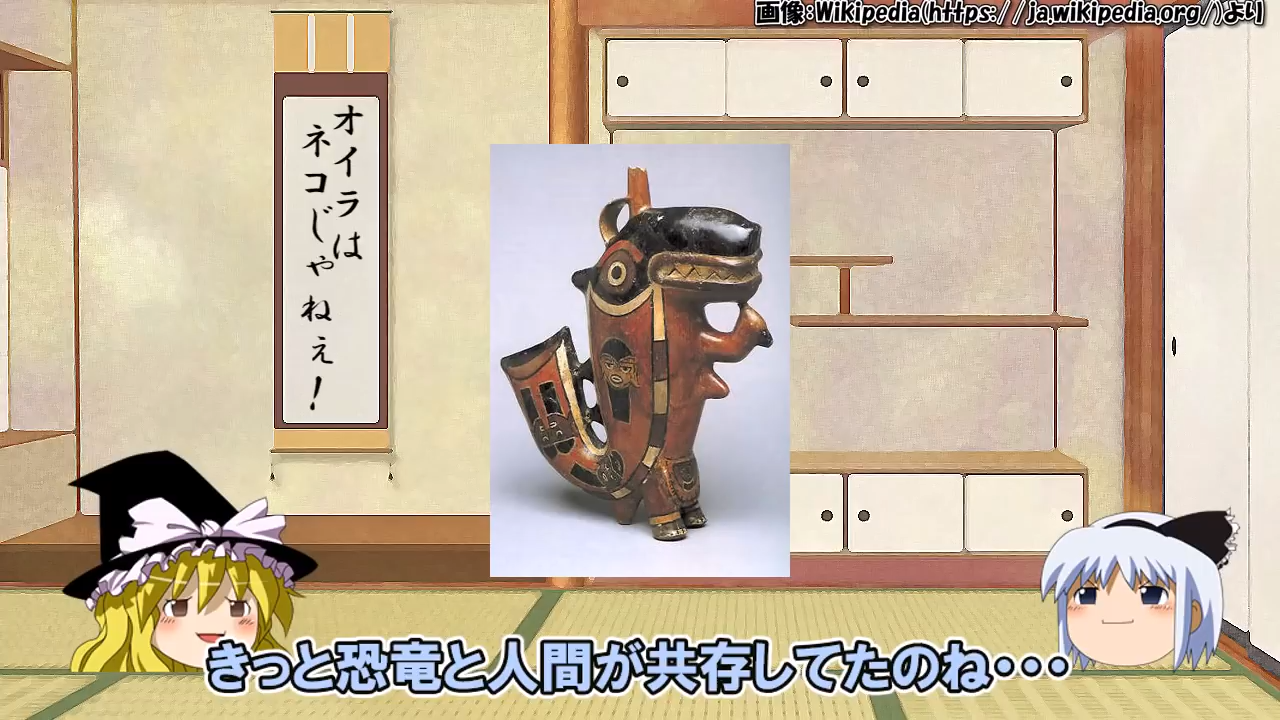 画像:Wikipedia(https://ja.wikipedia.org/)より
オイラは
ネコじゃねぇ!
きっと恐竜と人間が共存してたのね・・・